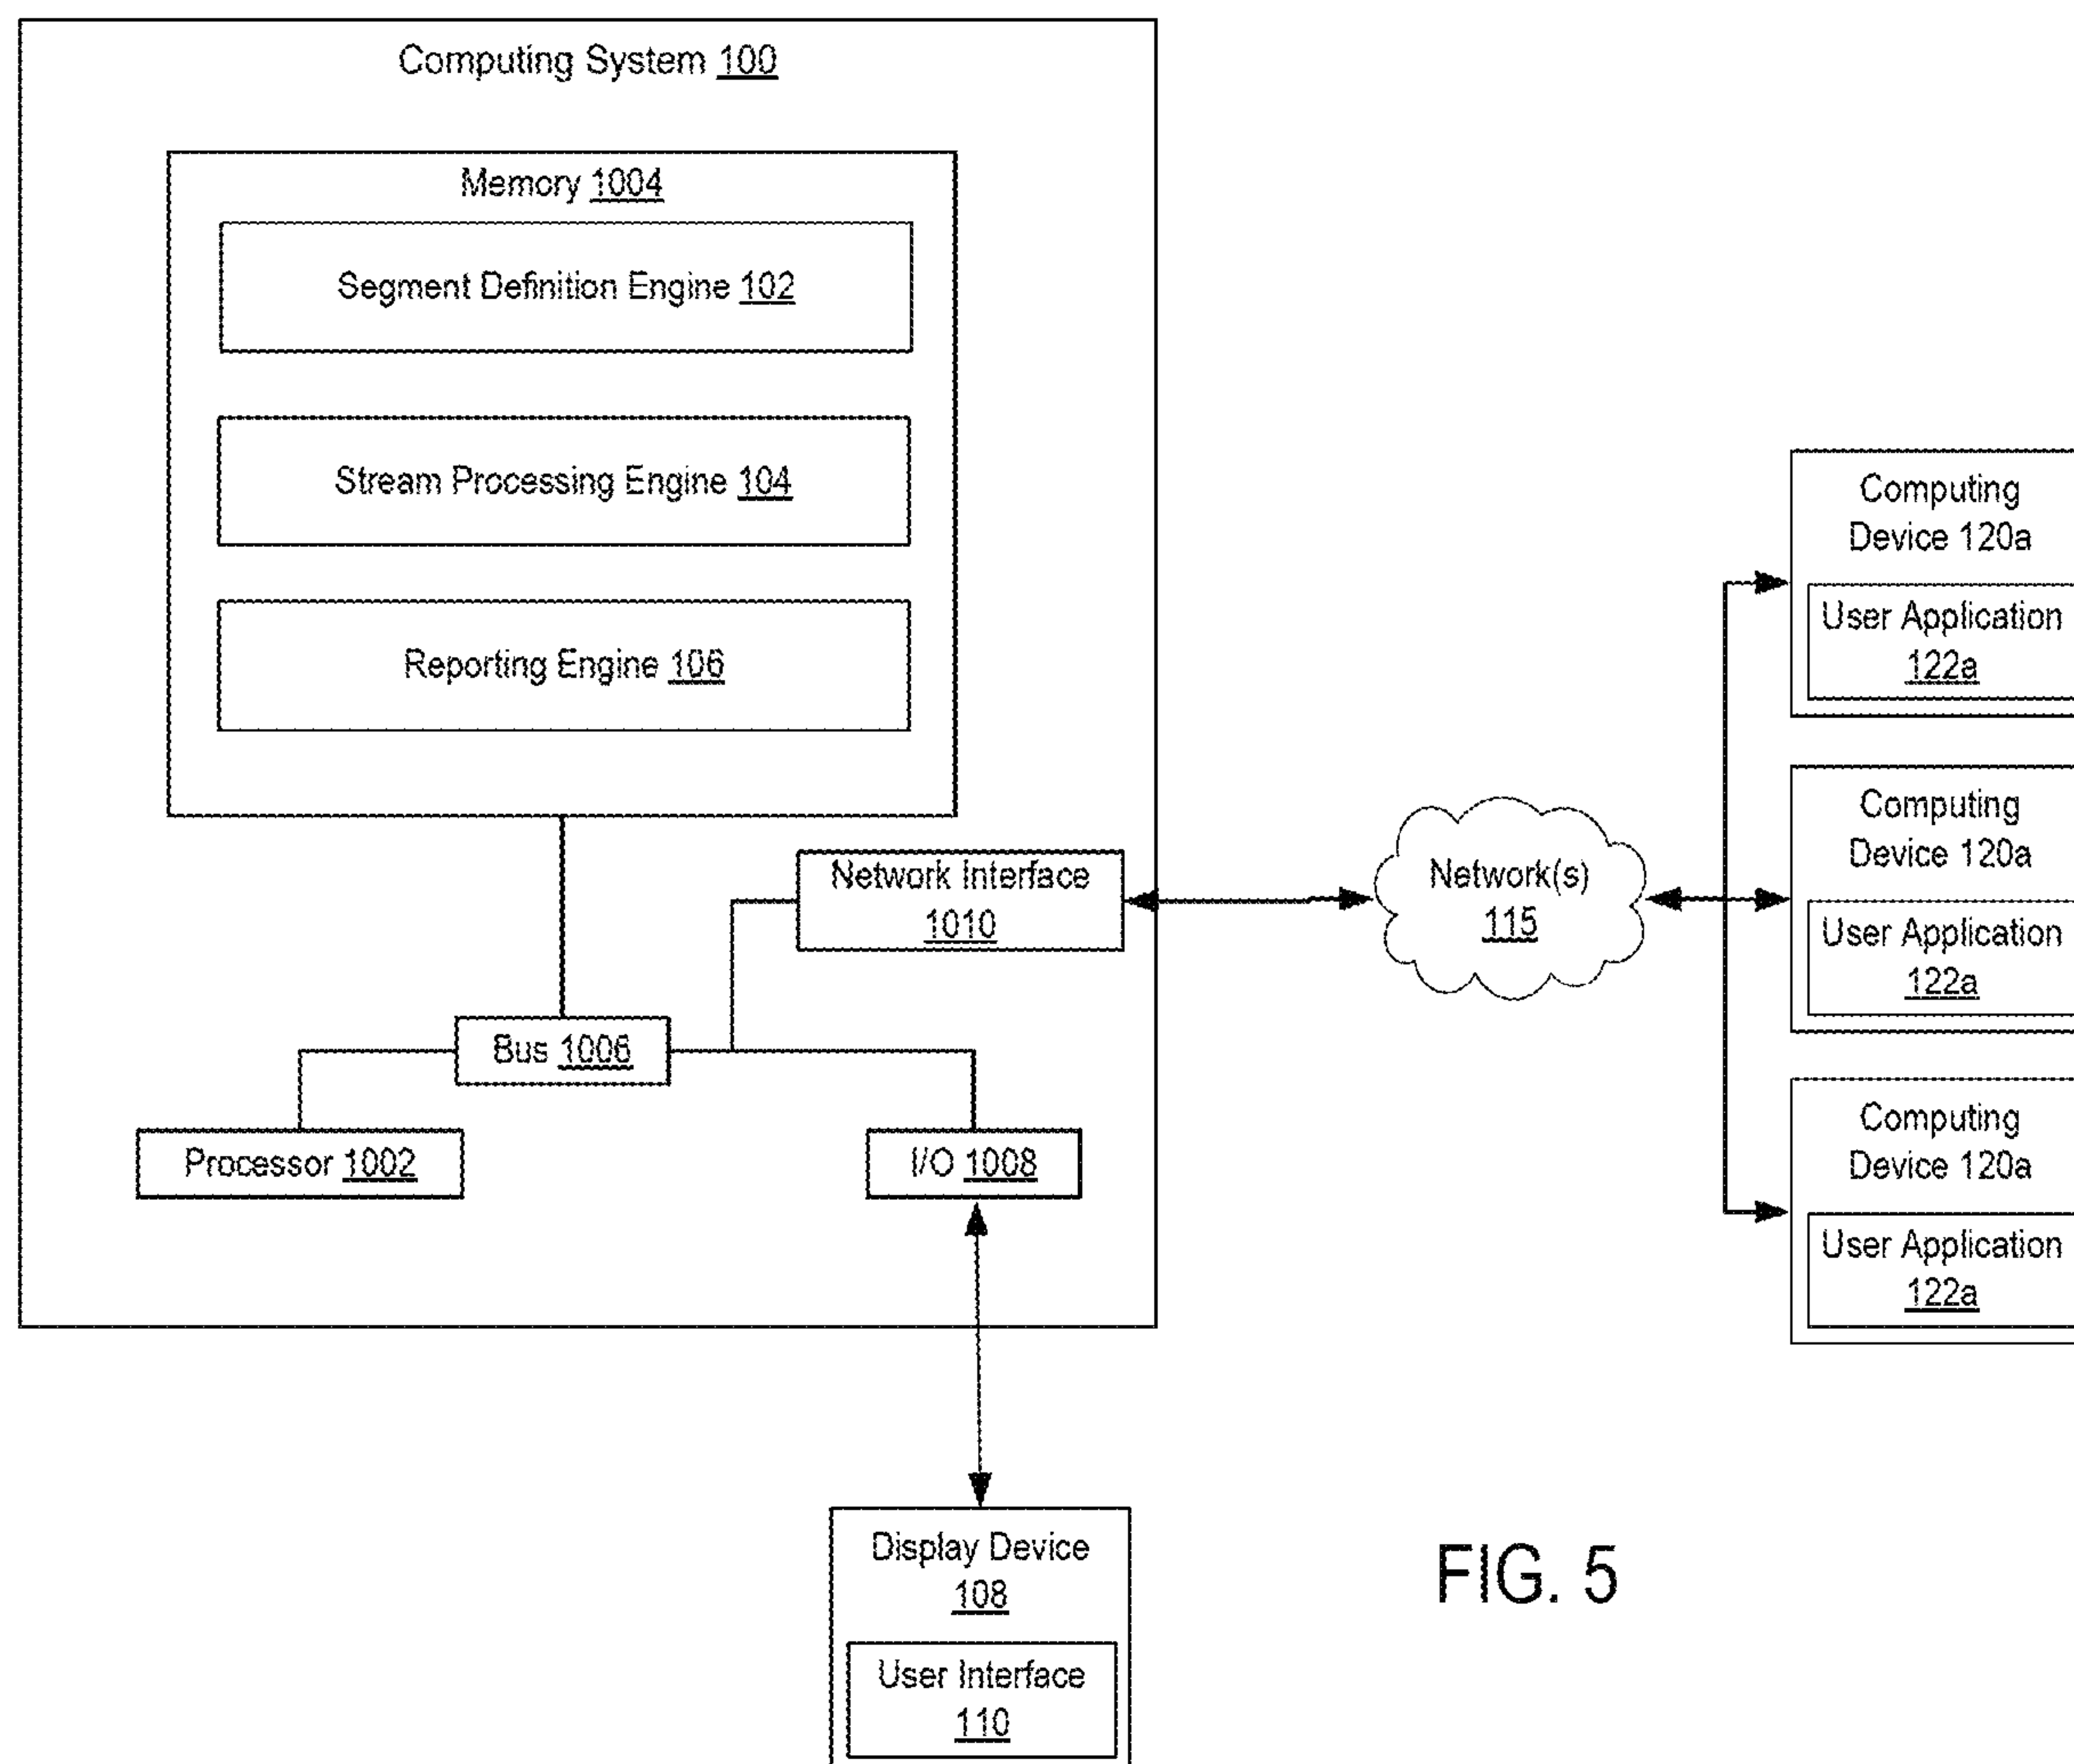 Computing System 100
Memory 1004
Segment Definition Engine 102
Stream Processing Engine 104
Reporting Engine 106
Network Interface
1010
Bus 1006
Processor 1002
I/O 1008
Network(s)
115
Computing
Device 120a
User Application
122a
Computing
Device 120a
User Application
122a
Computing
Device 120a
User Application
122a
Display Device
108
User Interface
110
FIG. 5